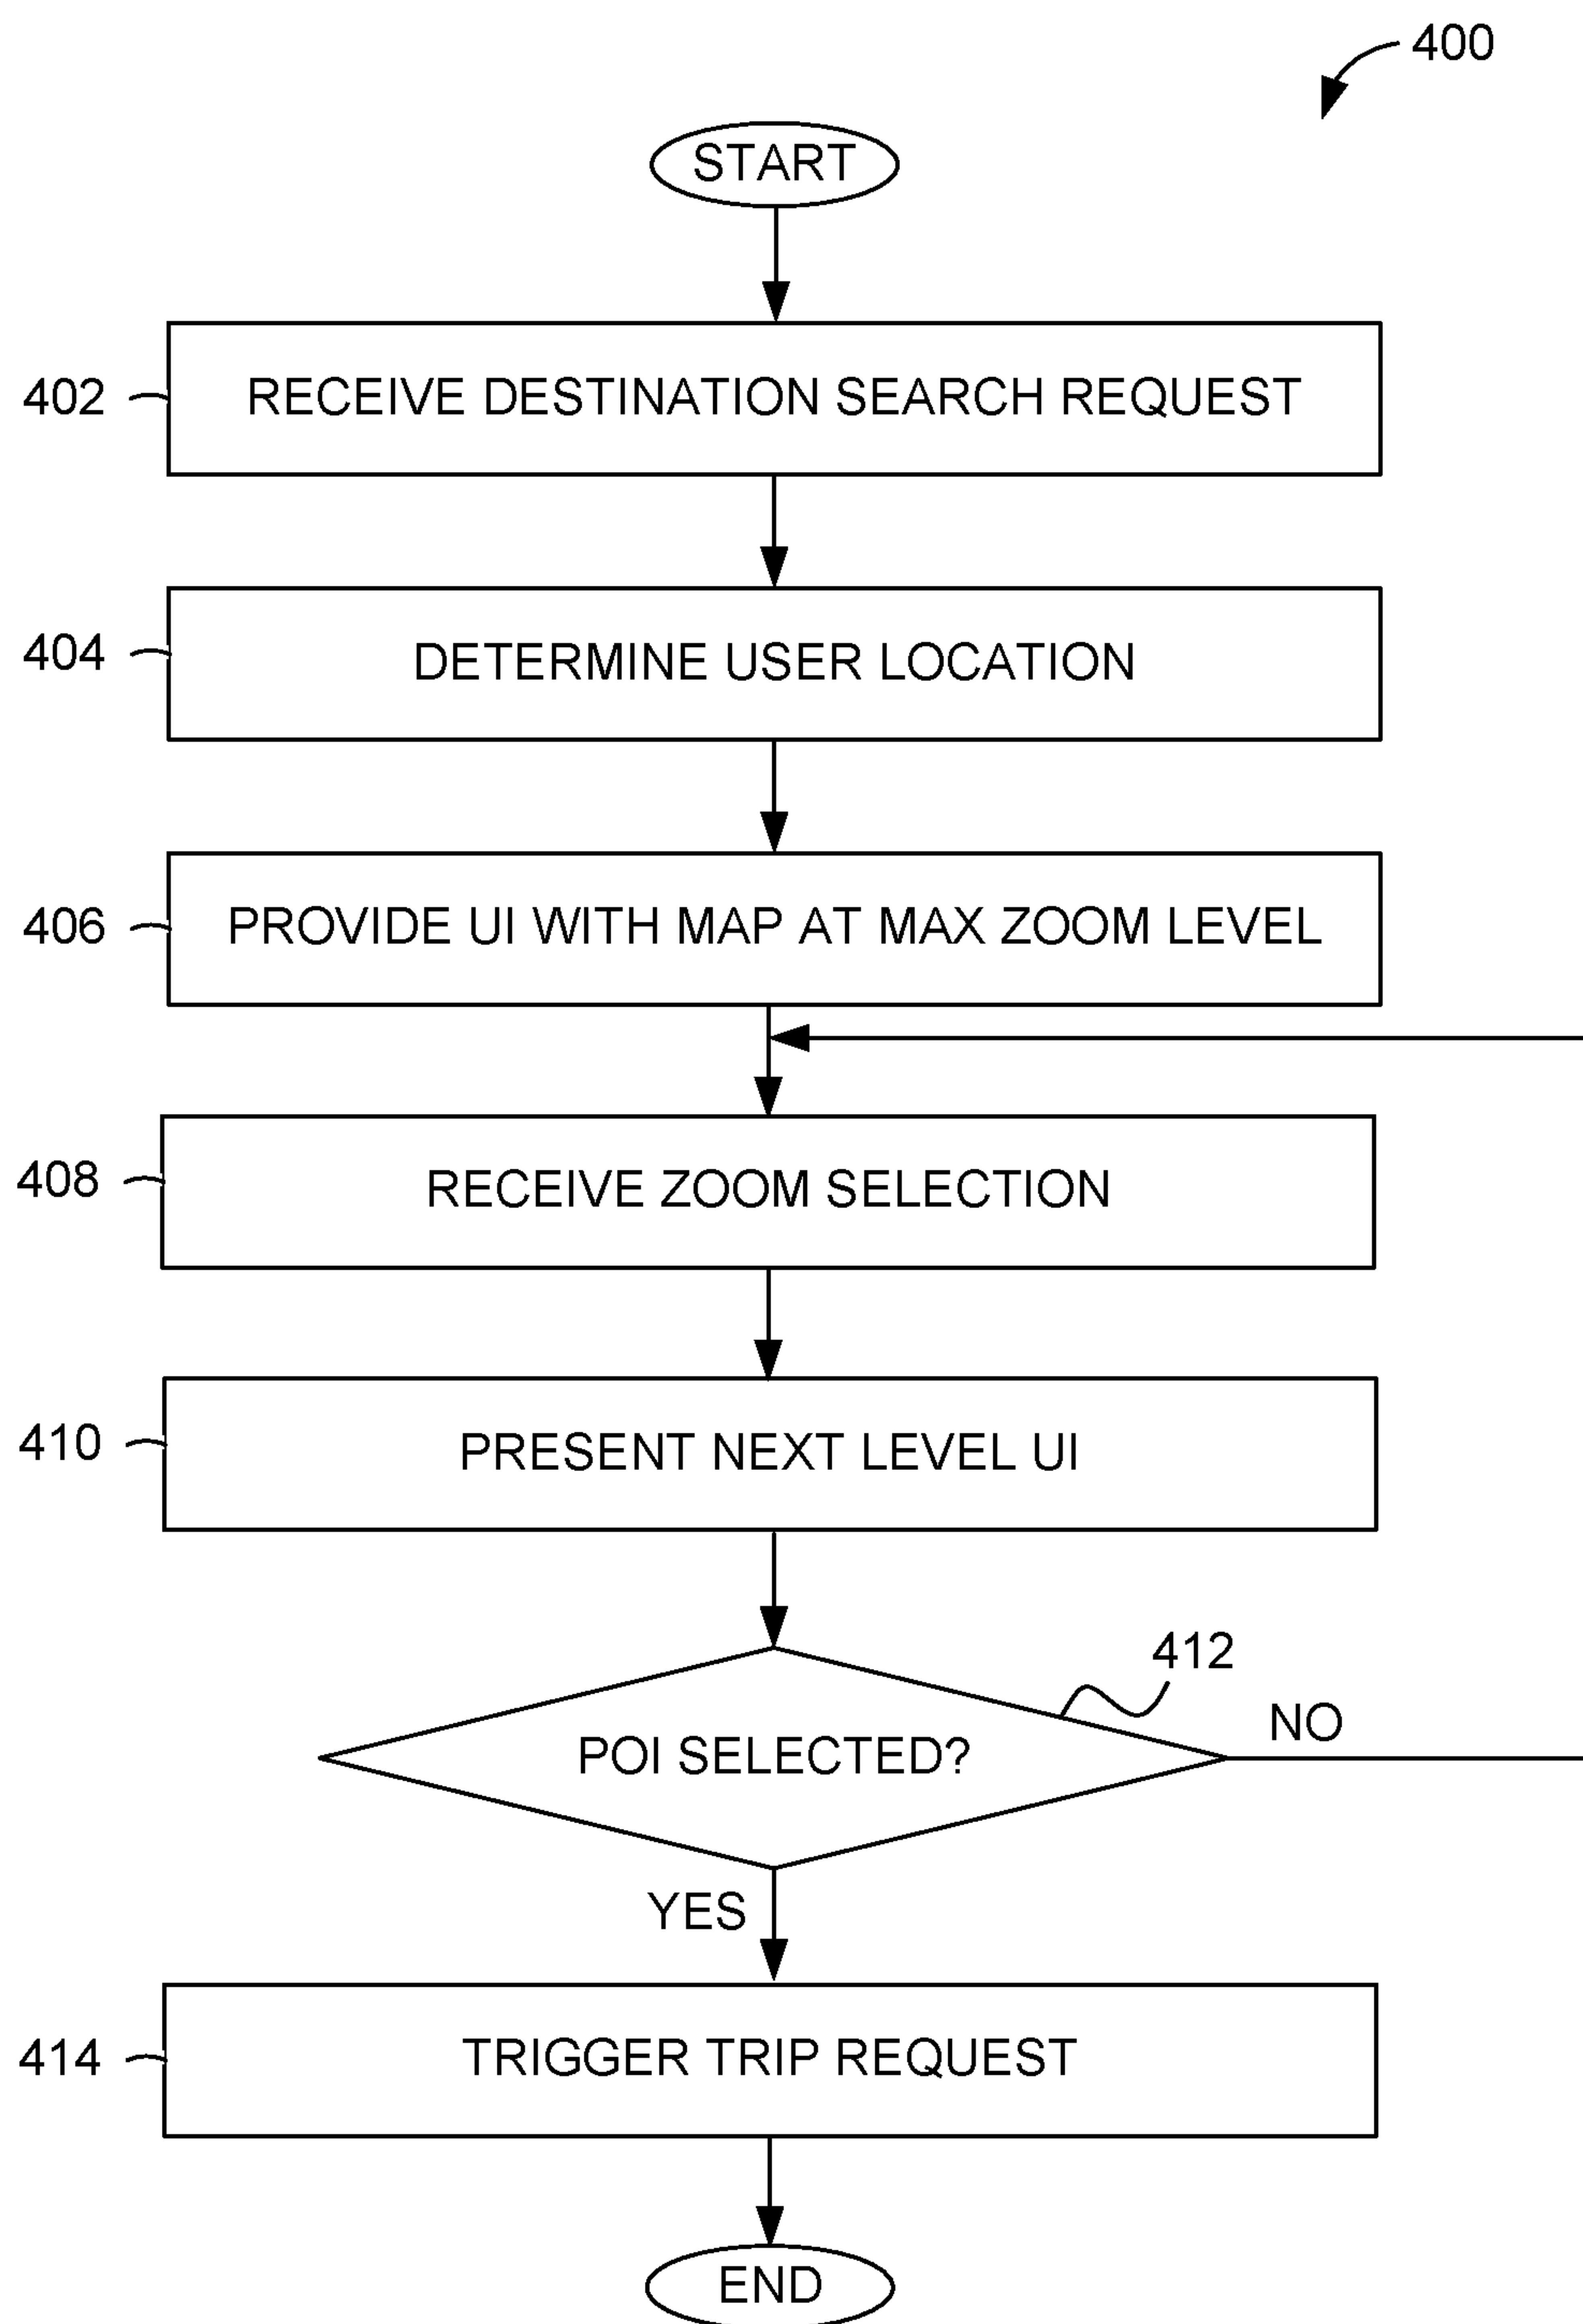 400
START
402 RECEIVE DESTINATION SEARCH REQUEST
404 DETERMINE USER LOCATION
406 PROVIDE UI WITH MAP AT MAX ZOOM LEVEL
408 RECEIVE ZOOM SELECTION
410 PRESENT NEXT LEVEL UI
412
NO
POI SELECTED?
YES
414 TRIGGER TRIP REQUEST
END